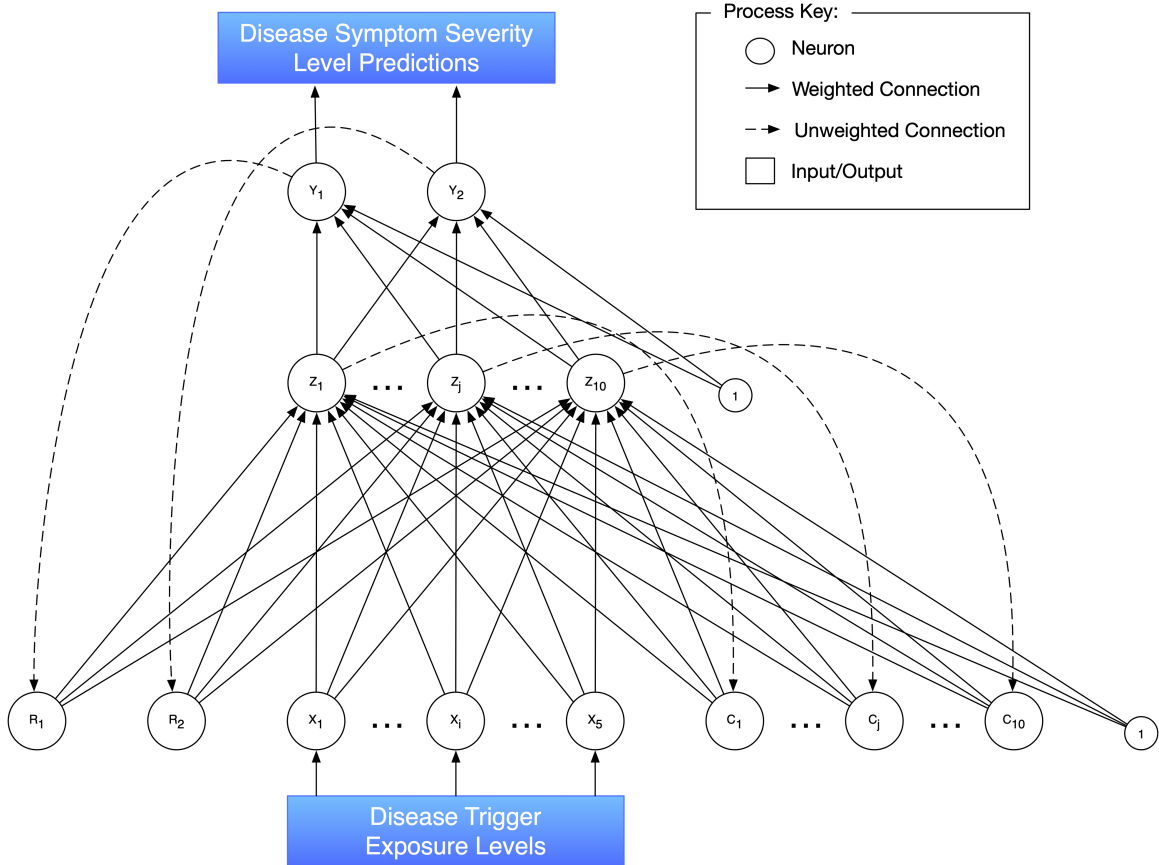 Disease Symptom Severity
Level Predictions
Process Key:
Neuron
Weighted Connection
Unweighted Connection
Input/Output
Y1 Y2
Z1 ... Zj ... Z10 1
R1 R2 X1 ... Xi ... X5 C1 ... Cj ... C10 1
Disease Trigger
Exposure Levels